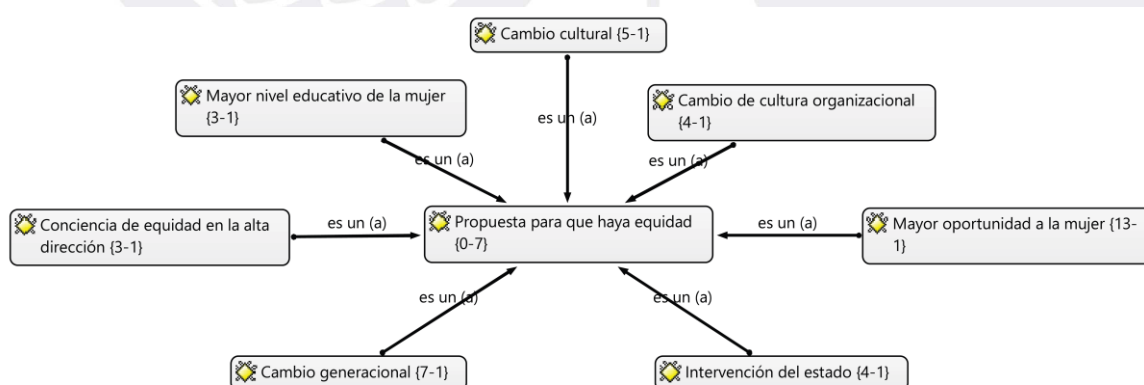 Cambio cultural {5-1}
Mayor nivel educativo de la mujer
{3-1}
Cambio de cultura organizacional
{4-1}
es un (a)
es un (a)
es un (a)
Conciencia de equidad en la alta
dirección {3-1}
es un (a)
Propuesta para que haya equidad
{0-7}
es un (a)
Mayor oportunidad a la mujer {13-
1}
es un (a)
es un (a)
Cambio generacional {7-1}
Intervención del estado {4-1}